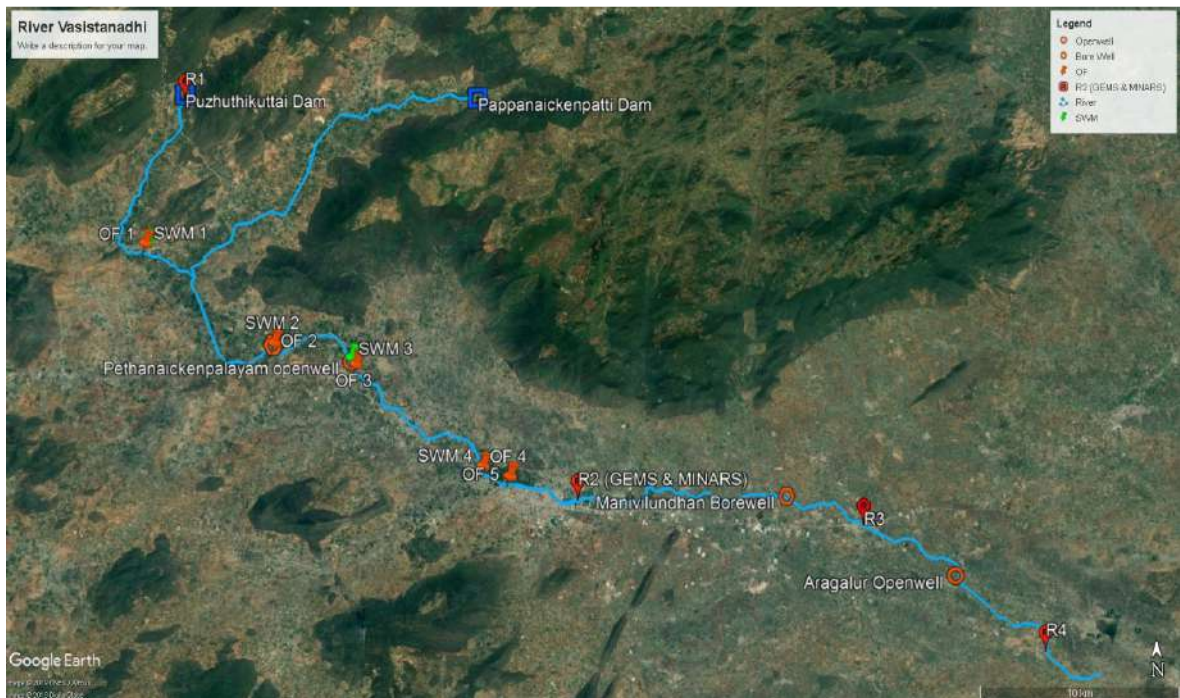 River Vasistanadhi
Write a description for your map.
Legend
Openwell
Bore Well
OF
R2 (GEMS & MINARS)
River
SWM
R1
Puzhuthikuttai Dam
Pappanaickenpatti Dam
OF 1
SWM 1
SWM 2
OF 2
SWM 3
Pethanaickenpalayam openwell
OF 3
SWM 4
OF 4
OF 5
R2 (GEMS & MINARS)
Manivilundhan Borewell
R3
Aragalur Openwell
R4
Google Earth
10 km
N